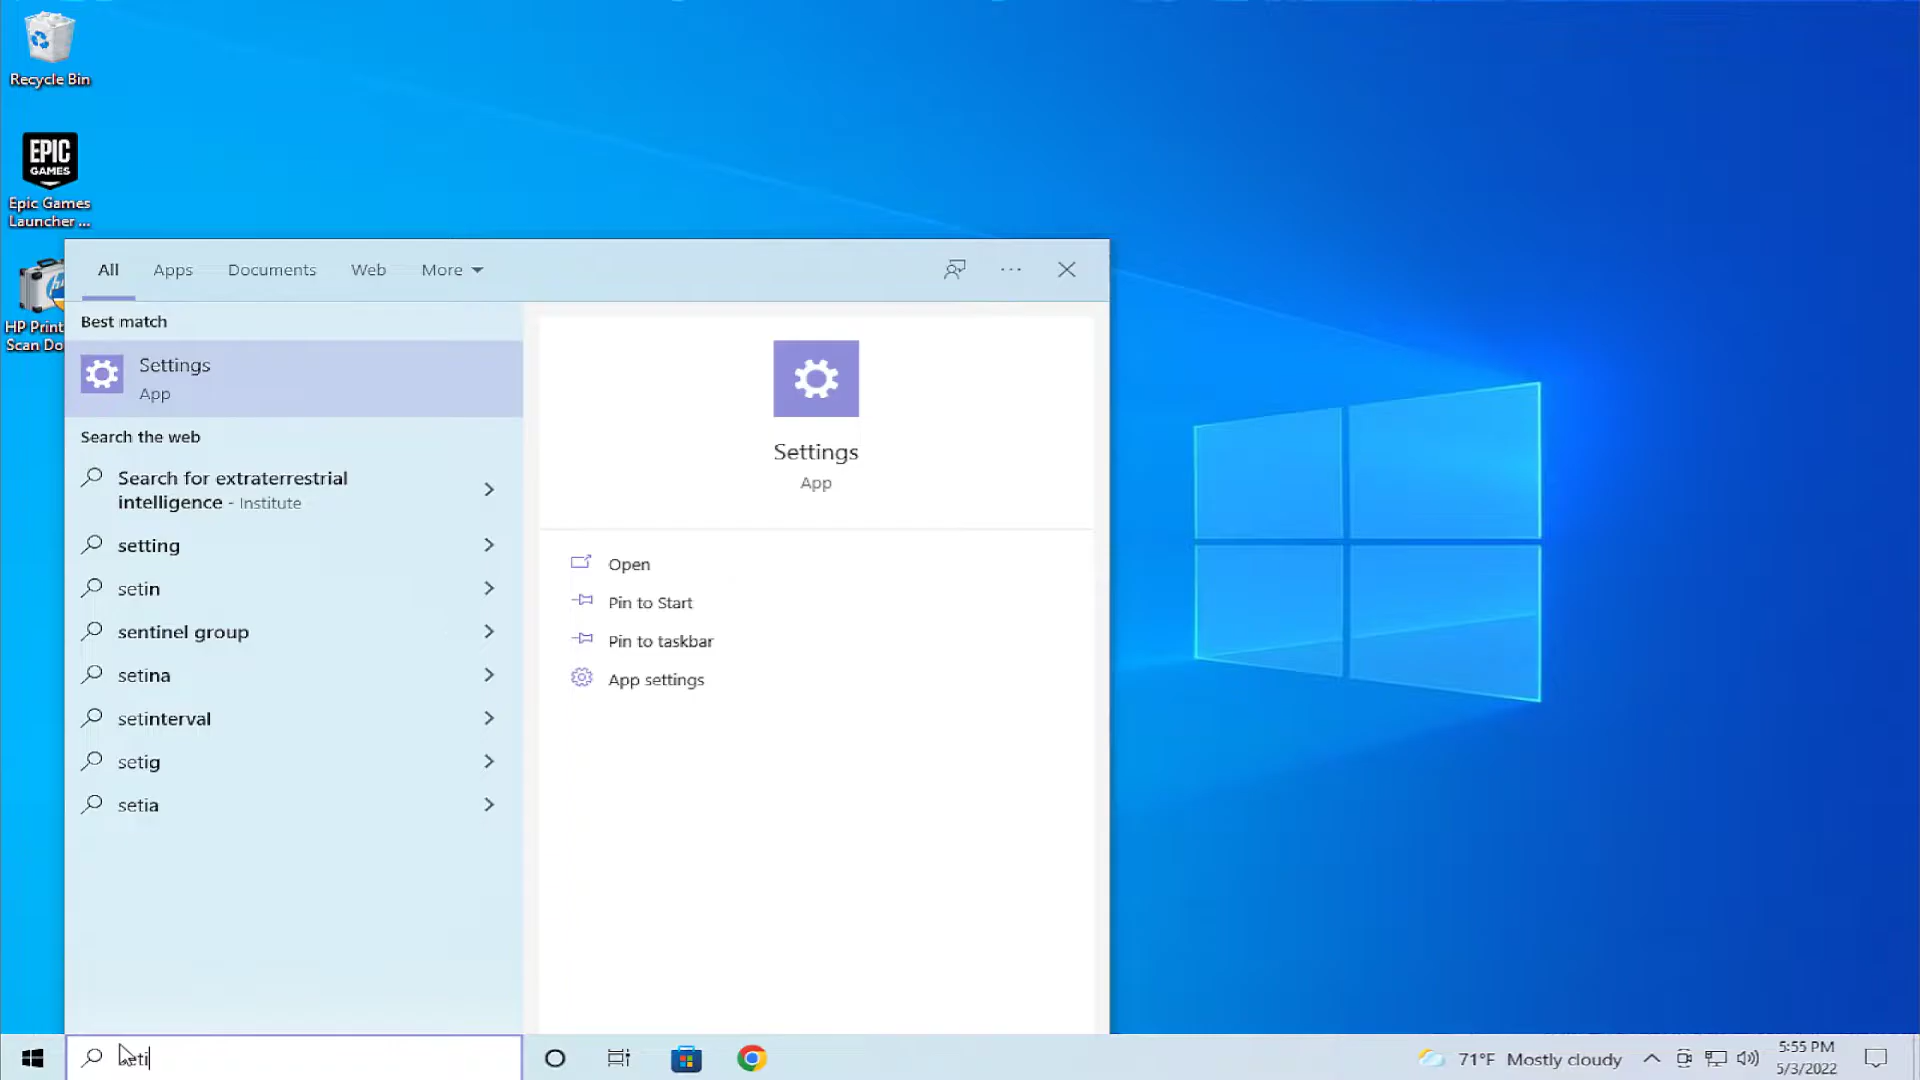 Recycle Bin
EPIC
GAMES
Epic Games
Launcher ...
hp
HP Print
Scan Do
All Apps Documents Web More
Best match
Settings
App
Search the web
Search for extraterrestrial
intelligence - Institute
setting
setin
sentinel group
setina
setinterval
setig
setia
Settings
App
Open
Pin to Start
Pin to taskbar
App settings
seti
71°F Mostly cloudy
5:55 PM
5/3/2022